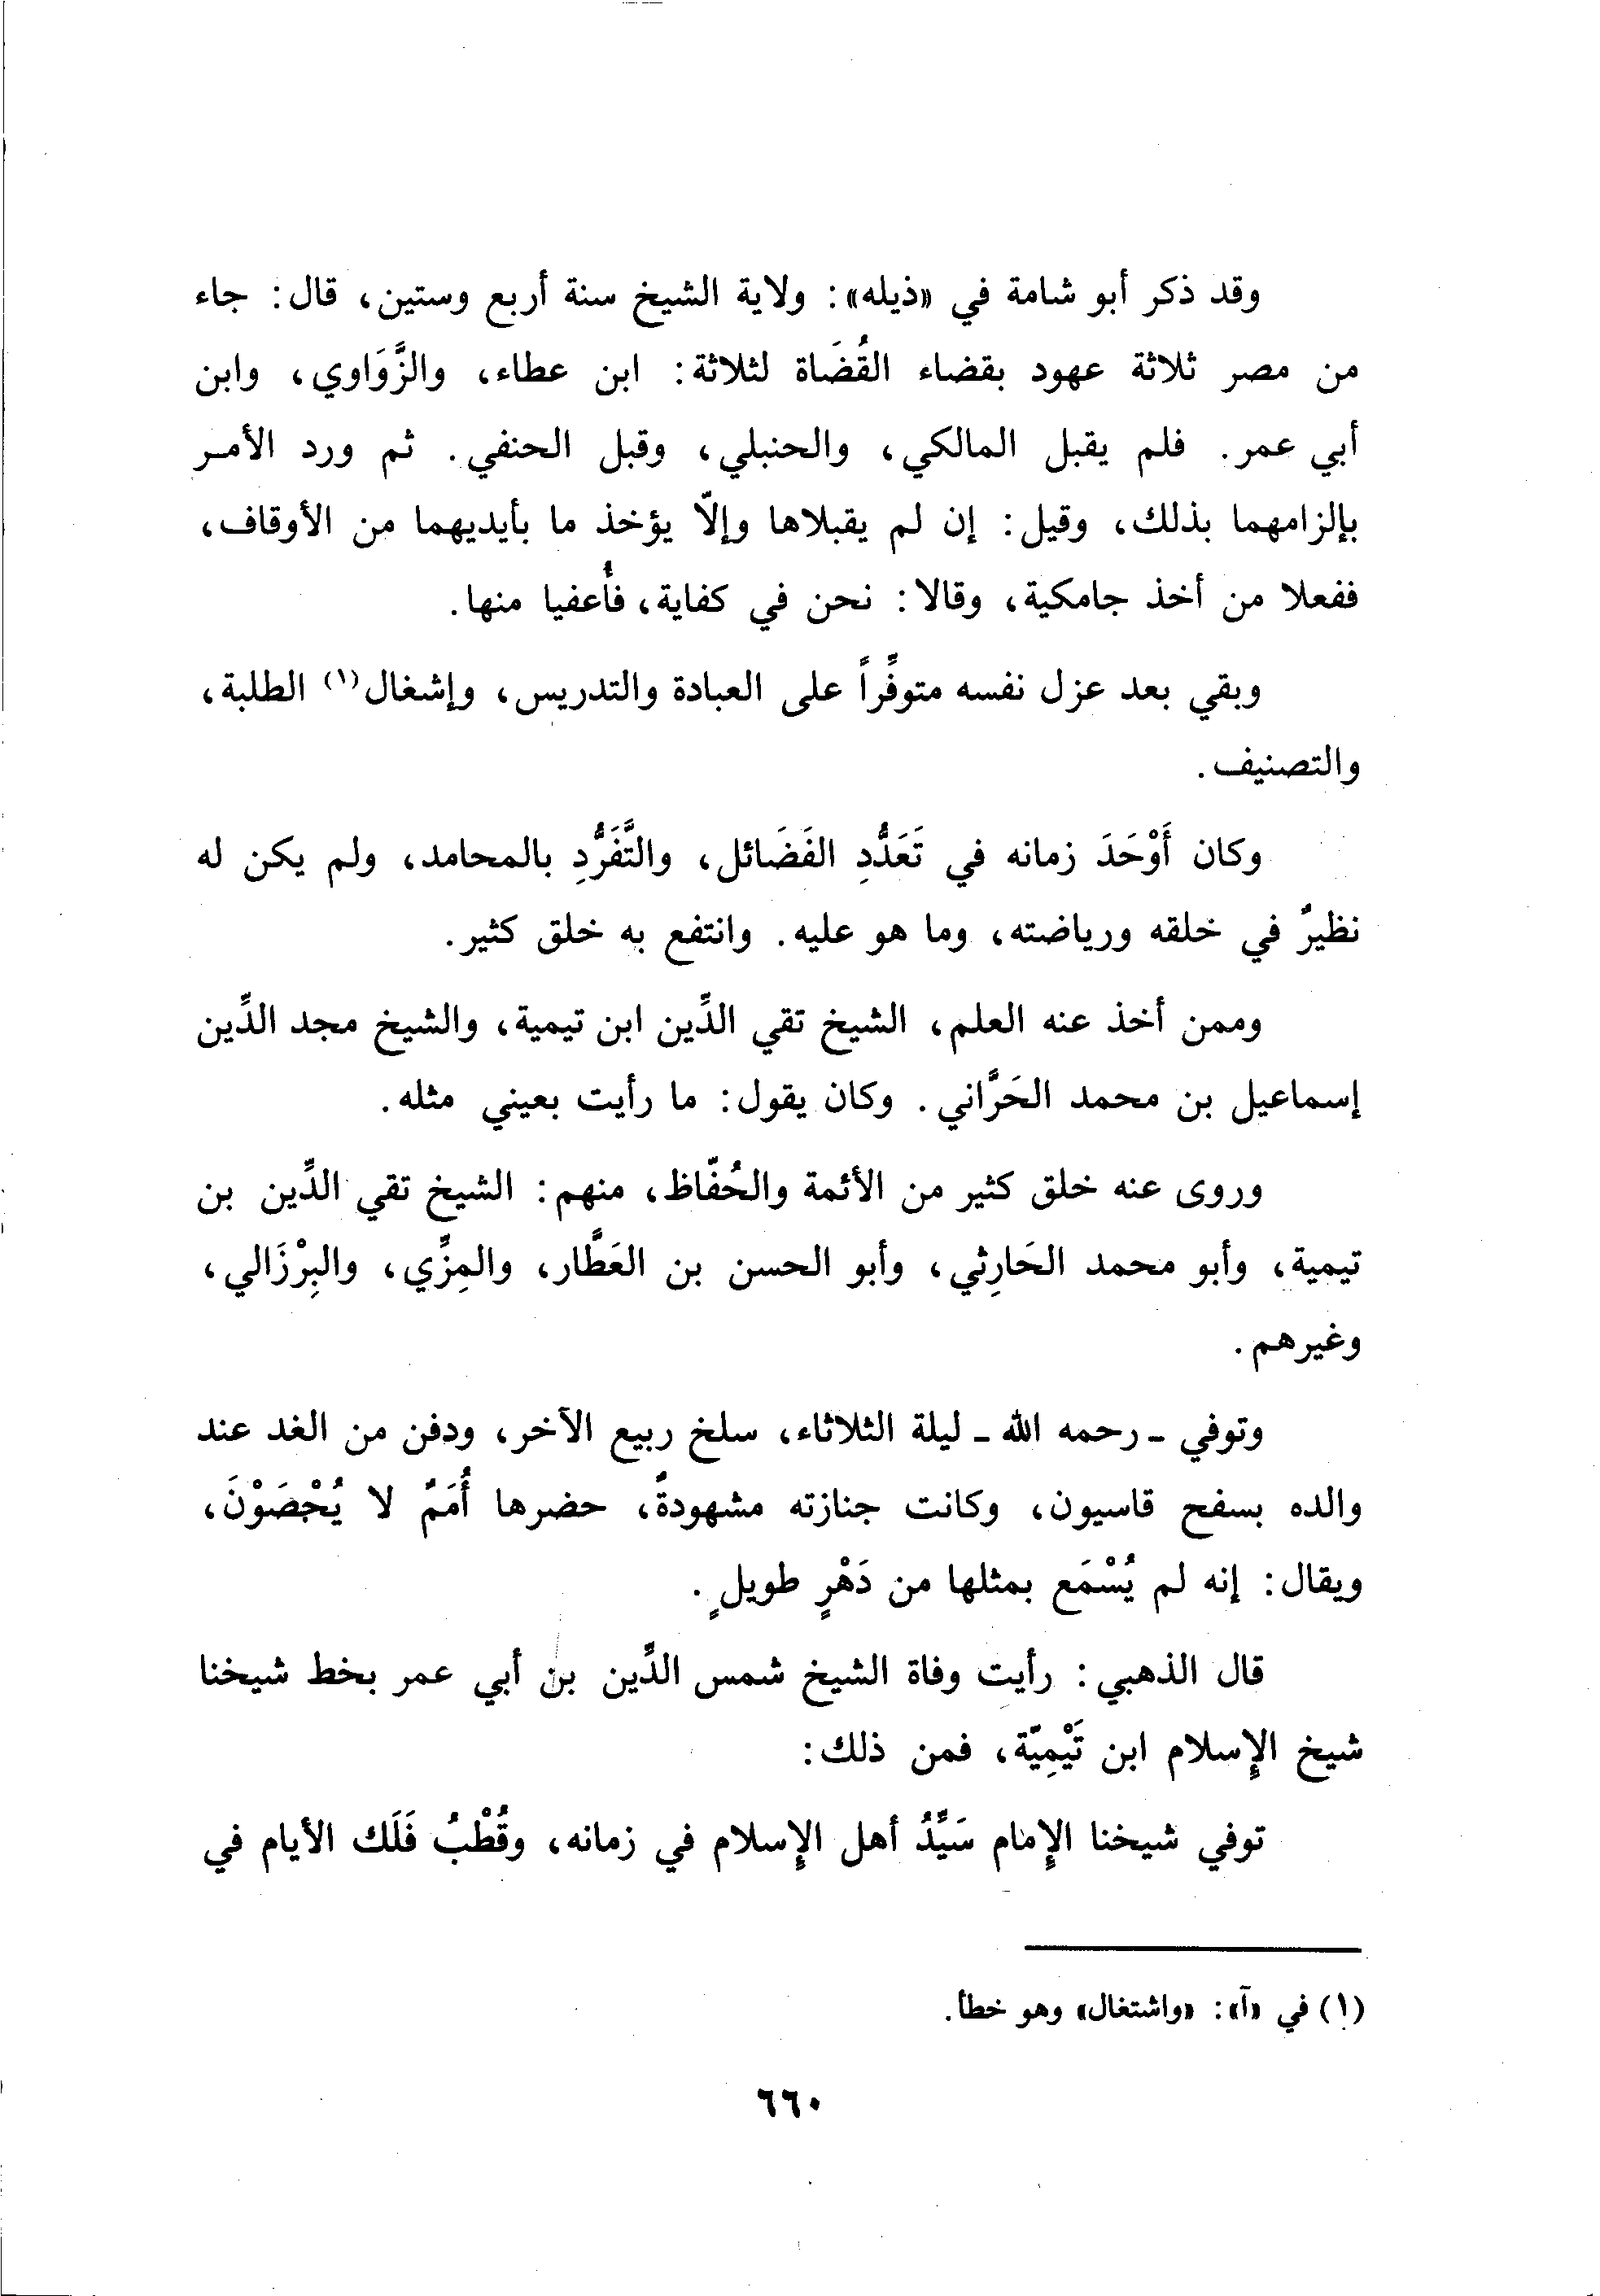 وقد ذكر أبو شامة في «ذيله»: ولاية الشيخ سنة أربع وستين، قال: جاء
من مصر ثلاثة عهود بقضاء القُضَاة لثلاثة: ابن عطاء، والزَّوَاوي، وابن
أبي عمر. فلم يقبل المالكي، والحنبلي، وقبل الحنفي. ثم ورد الأمر
بإلزامهما بذلك، وقيل: إن لم يقبلاها وإلاّ يؤخذ ما بأيديهما من الأوقاف،
ففعلا من أخذ جامكية، وقالا: نحن في كفاية، فأُعفيا منها.
وبقي بعد عزل نفسه متوفِّراً على العبادة والتدريس، وإشغال(١) الطلبة،
والتصنيف.
وكان أَوْحَدَ زمانه في تَعَدُّدِ الفَضَائل، والتَّفَرُّدِ بالمحامد، ولم يكن له
نظيرٌ في خلقه ورياضته، وما هو عليه. وانتفع به خلق كثير.
وممن أخذ عنه العلم، الشيخ تقي الدِّين ابن تيمية، والشيخ مجد الدِّين
إسماعيل بن محمد الحَرَّاني. وكان يقول: ما رأيت بعيني مثله.
وروى عنه خلق كثير من الأئمة والحُفّاظ، منهم: الشيخ تقي الدِّين بن
تيمية، وأبو محمد الحَارِثي، وأبو الحسن بن العَطَّار، والمِزِّي، والبِرْزَالي،
وغيرهم.
وتوفي ـ رحمه الله ـ ليلة الثلاثاء، سلخ ربيع الآخر، ودفن من الغد عند
والده بسفح قاسيون، وكانت جنازته مشهودةً، حضرها أُمَمٌ لا يُحْصَوْنَ،
ويقال: إنه لم يُسْمَع بمثلها من دَهْرٍ طويلٍ.
قال الذهبي: رأيت وفاة الشيخ شمس الدِّين بن أبي عمر بخط شيخنا
شيخ الإسلام ابن تَيْمِيّة، فمن ذلك:
توفي شيخنا الإمام سَيِّدُ أهل الإسلام في زمانه، وقُطْبُ فَلَك الأيام في
(١) في «آ»: «واشتغال» وهو خطأ.
٦٦٠